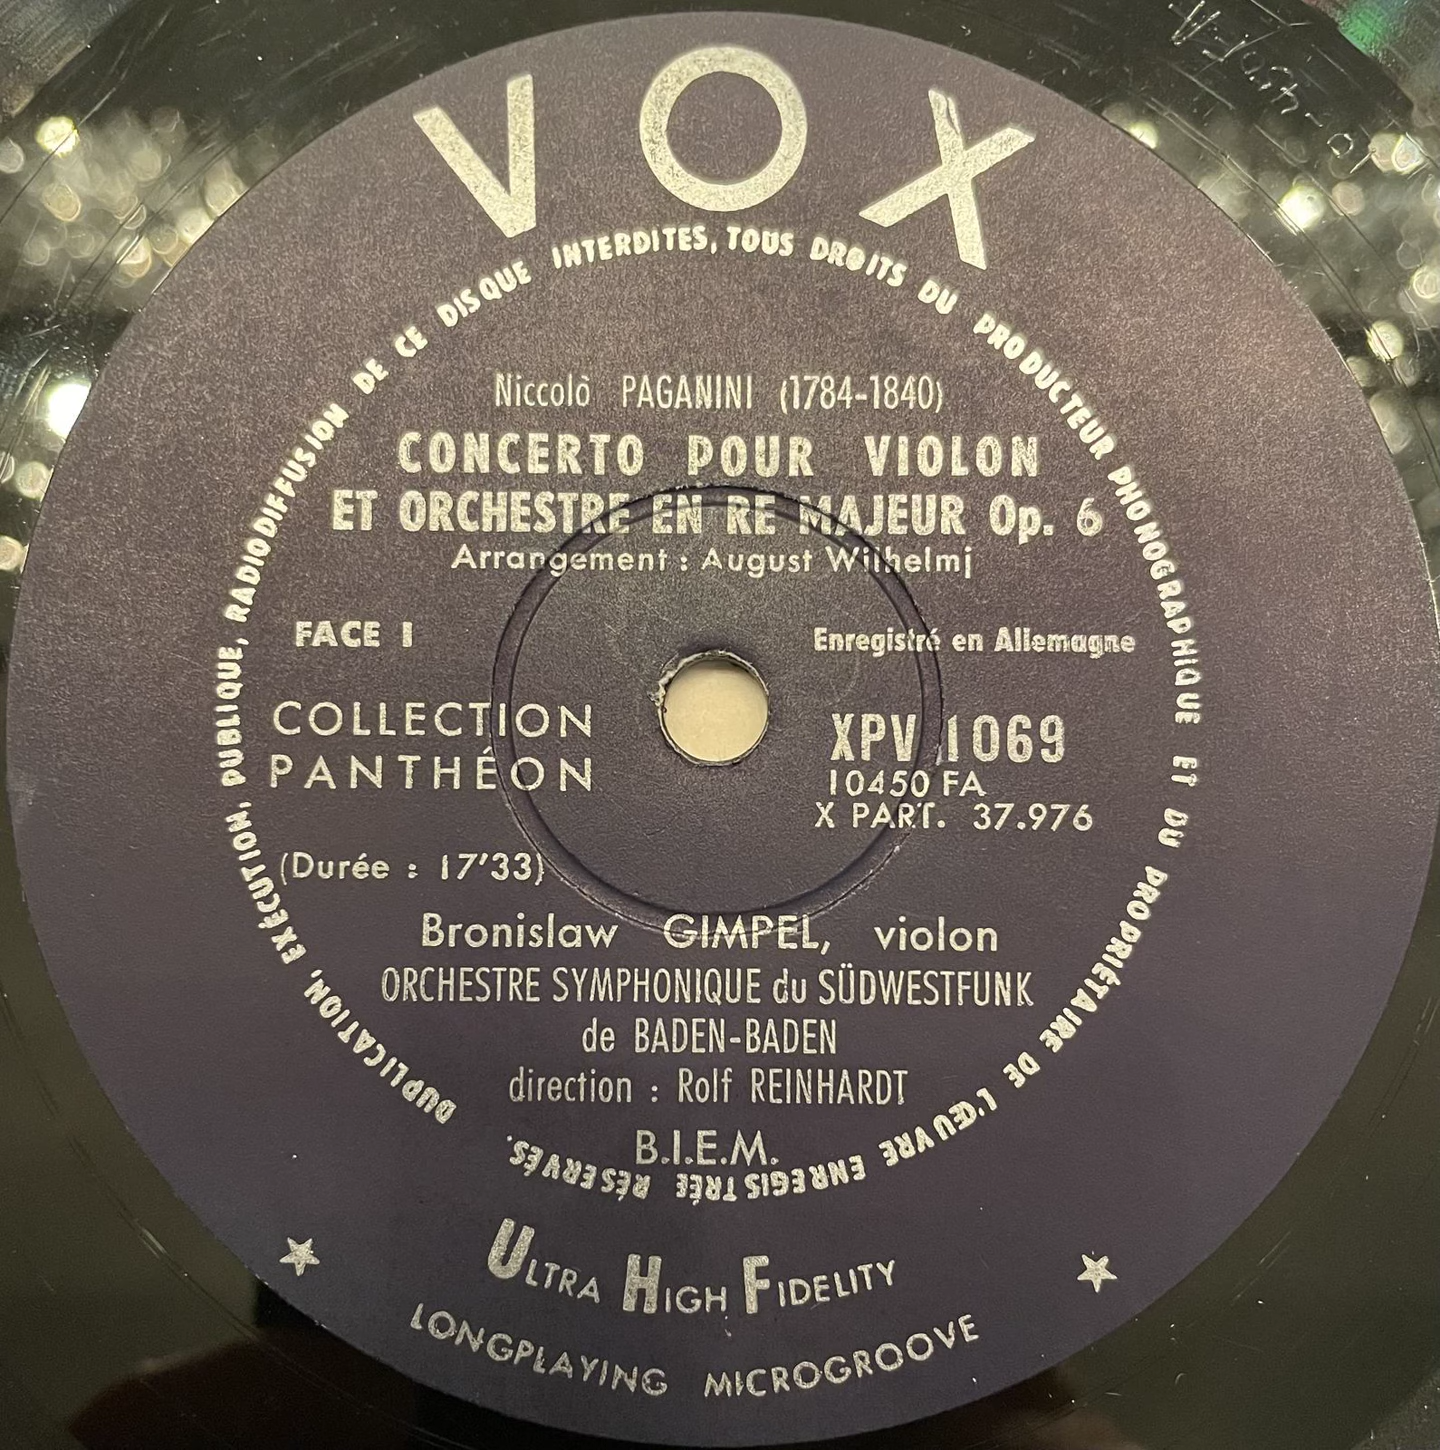 VOX
DUPLICATION, EXÉCUTION, PUBLIQUE, RADIODIFFUSION DE CE DISQUE INTERDITES, TOUS DROITS DU PRODUCTEUR PHONOGRAPHIQUE ET DU PROPRIÉTAIRE DE L'ŒUVRE ENREGISTRÉE RÉSERVÉS.
Niccolò PAGANINI (1784-1840)
CONCERTO POUR VIOLON
ET ORCHESTRE EN RE MAJEUR Op. 6
Arrangement : August Wilhelmj
FACE I
Enregistré en Allemagne
COLLECTION
PANTHÉON
XPV 1069
10450 FA
X PART. 37.976
(Durée : 17'33)
Bronislaw GIMPEL, violon
ORCHESTRE SYMPHONIQUE du SÜDWESTFUNK
de BADEN-BADEN
direction : Rolf REINHARDT
B.I.E.M.
ULTRA HIGH FIDELITY
LONGPLAYING MICROGROOVE